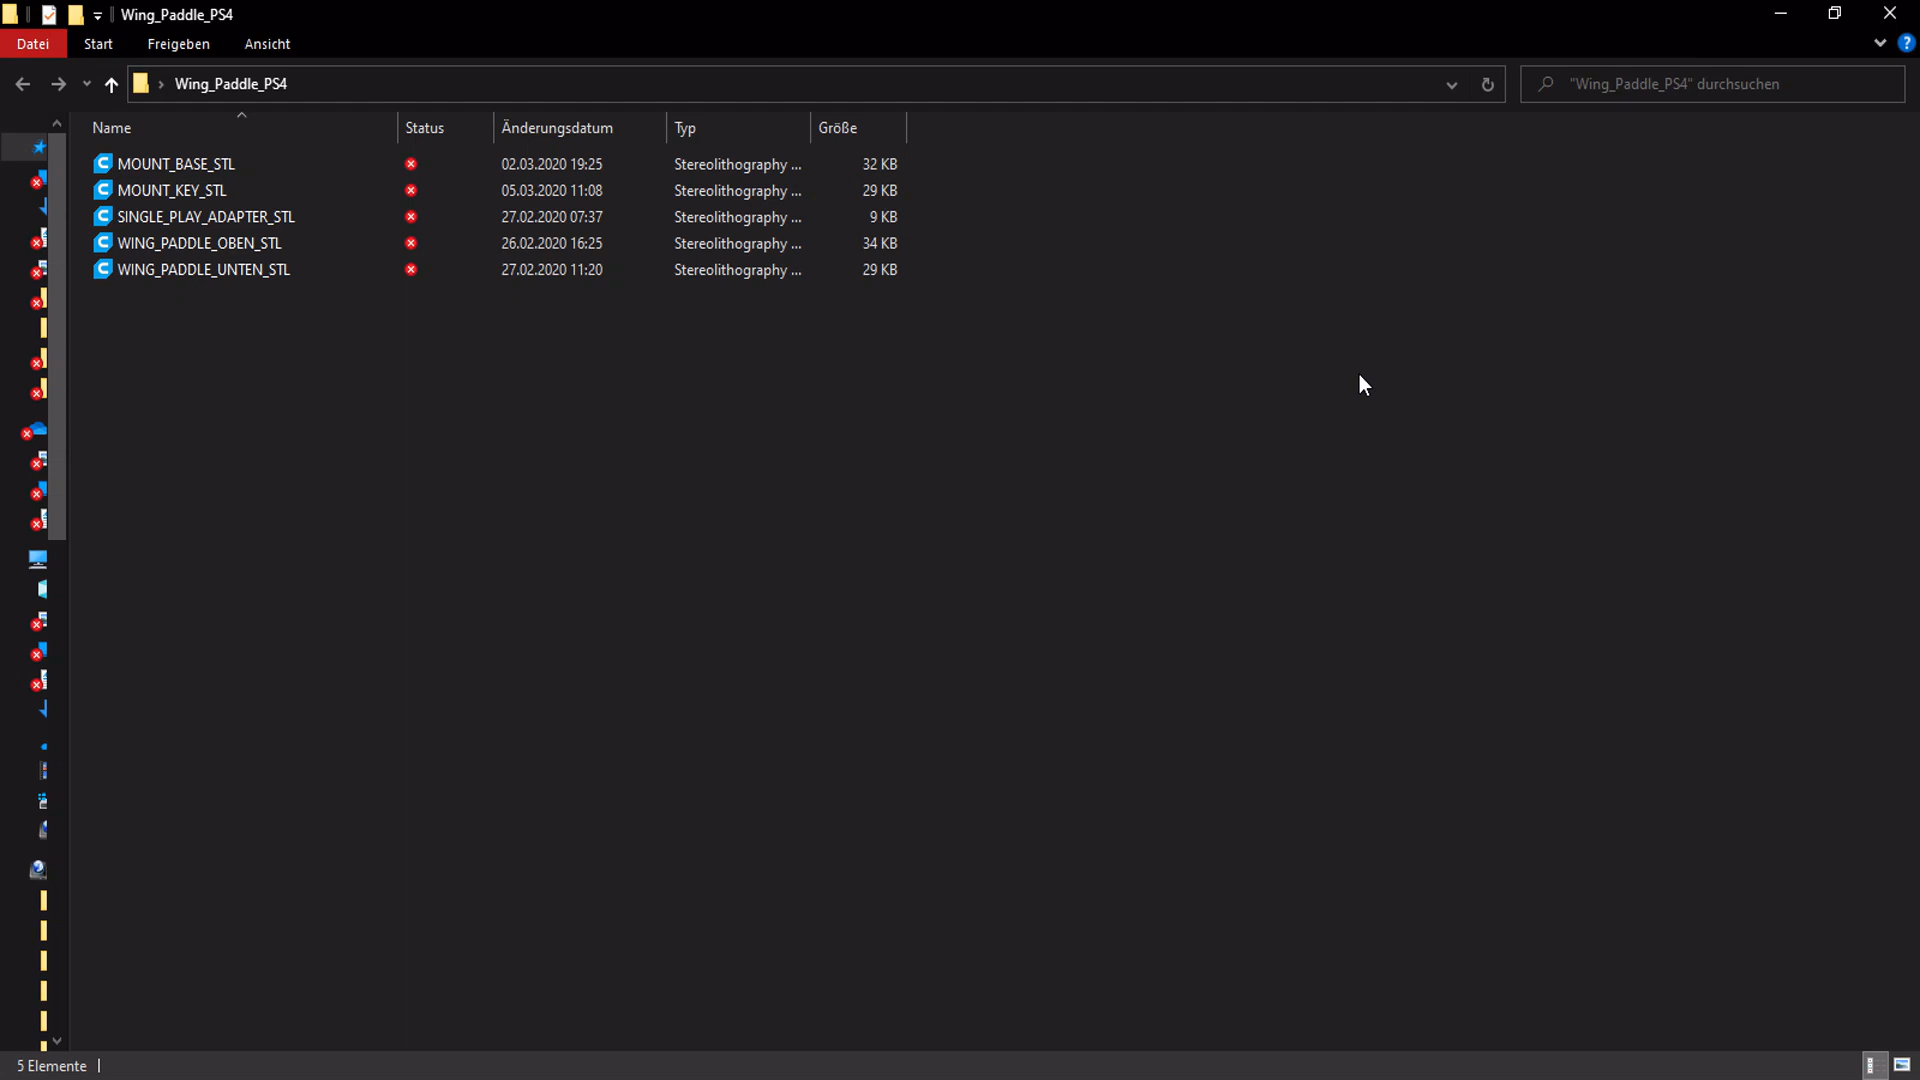 Wing_Paddle_PS4
Datei Start Freigeben Ansicht
Wing_Paddle_PS4 "Wing_Paddle_PS4" durchsuchen
Name Status Änderungsdatum Typ Größe
MOUNT_BASE_STL 02.03.2020 19:25 Stereolithography ... 32 KB
MOUNT_KEY_STL 05.03.2020 11:08 Stereolithography ... 29 KB
SINGLE_PLAY_ADAPTER_STL 27.02.2020 07:37 Stereolithography ... 9 KB
WING_PADDLE_OBEN_STL 26.02.2020 16:25 Stereolithography ... 34 KB
WING_PADDLE_UNTEN_STL 27.02.2020 11:20 Stereolithography ... 29 KB
5 Elemente